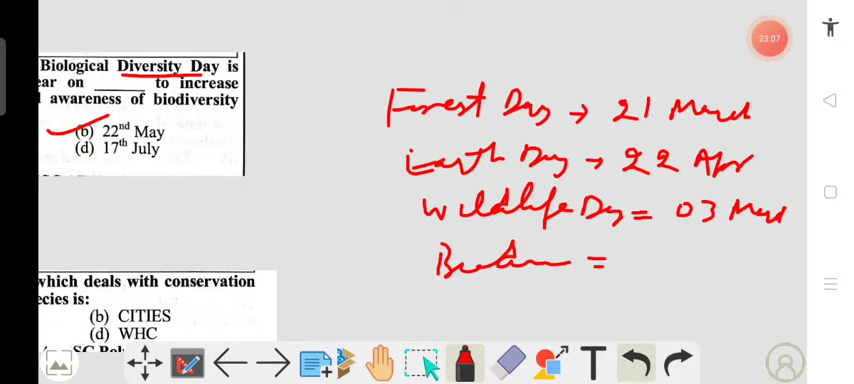 23:07
Biological Diversity Day is
ear on ______ to increase
awareness of biodiversity
(b) 22nd May
(d) 17th July
Forest Day → 21 March
Earth Day → 22 Apr
Wildlife Day = 03 March
=
which deals with conservation
ecies is:
(b) CITIES
(d) WHC
T